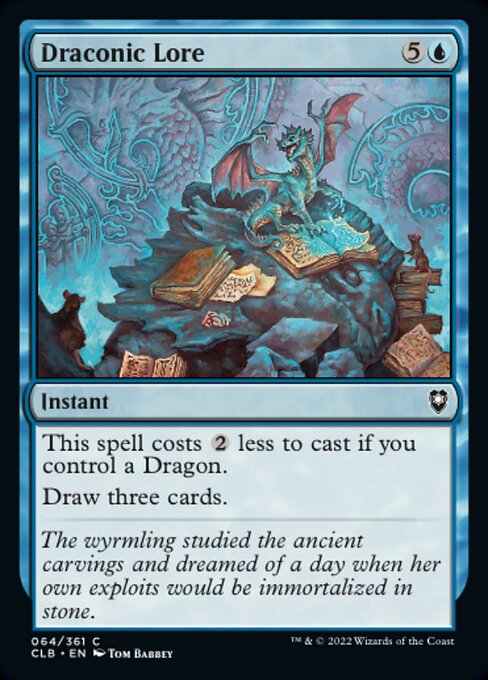 Draconic Lore 5
Instant
This spell costs 2 less to cast if you
control a Dragon.
Draw three cards.
The wyrmling studied the ancient
carvings and dreamed of a day when her
own exploits would be immortalized in
stone.
064/361 C
CLB • EN Tom Babbey
™ & © 2022 Wizards of the Coast